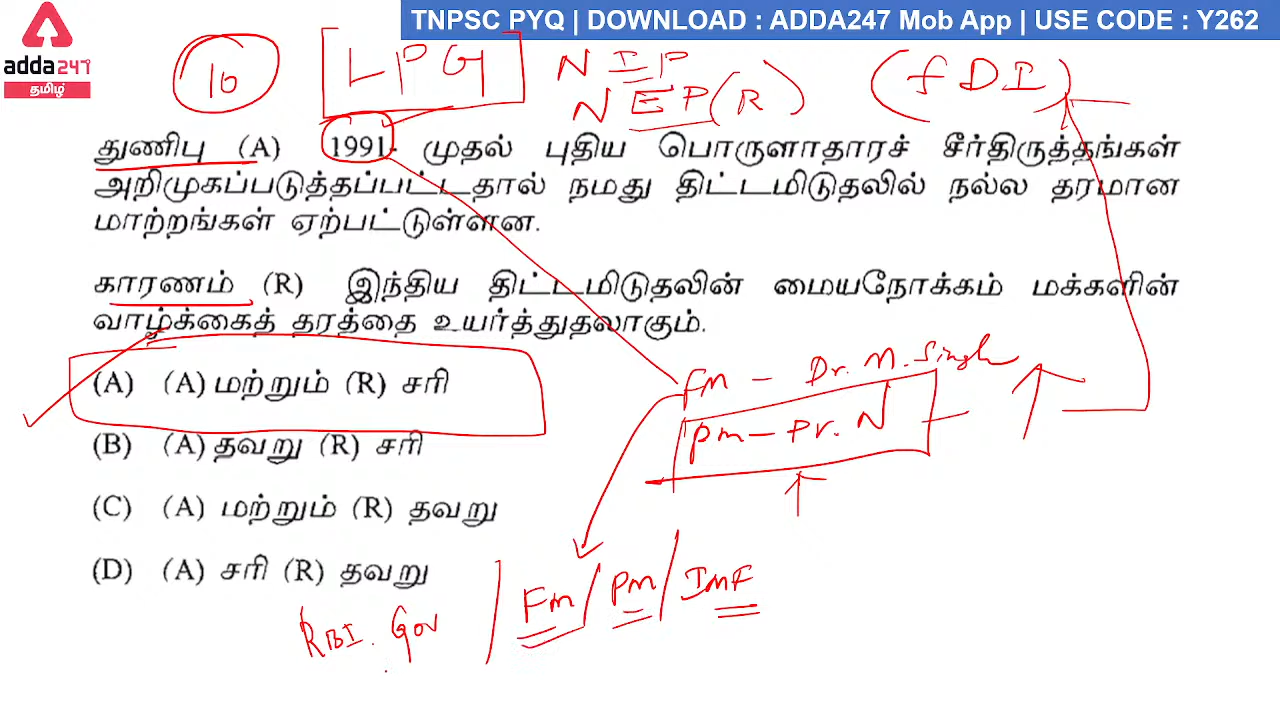 TNPSC PYQ | DOWNLOAD : ADDA247 Mob App | USE CODE : Y262
adda247
தமிழ்
10
LPG
NIP
NEP(R)
(FDI)
துணிபு (A) 1991- முதல் புதிய பொருளாதாரச் சீர்திருத்தங்கள்
அறிமுகப்படுத்தப்பட்டதால் நமது திட்டமிடுதலில் நல்ல தரமான
மாற்றங்கள் ஏற்பட்டுள்ளன.
காரணம் (R) இந்திய திட்டமிடுதலின் மையநோக்கம் மக்களின்
வாழ்க்கைத் தரத்தை உயர்த்துதலாகும்.
(A) (A) மற்றும் (R) சரி
Fm - Dr. M. Singh
(B) (A) தவறு (R) சரி
Pm - Pr. N
(C) (A) மற்றும் (R) தவறு
(D) (A) சரி (R) தவறு
RBI. Gov / Fm / Pm / Imf